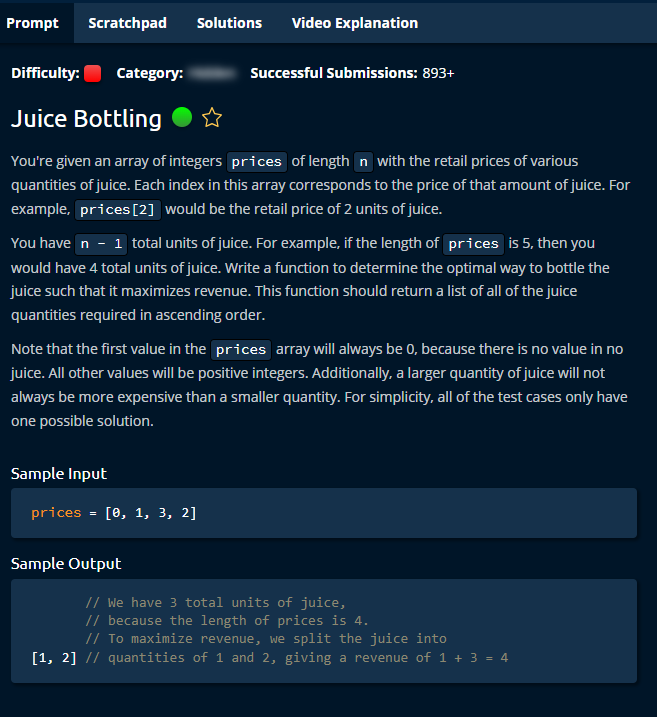 Prompt Scratchpad Solutions Video Explanation
Difficulty: Category: Successful Submissions: 893+
Juice Bottling
You're given an array of integers prices of length n with the retail prices of various
quantities of juice. Each index in this array corresponds to the price of that amount of juice. For
example, prices[2] would be the retail price of 2 units of juice.
You have n - 1 total units of juice. For example, if the length of prices is 5, then you
would have 4 total units of juice. Write a function to determine the optimal way to bottle the
juice such that it maximizes revenue. This function should return a list of all of the juice
quantities required in ascending order.
Note that the first value in the prices array will always be 0, because there is no value in no
juice. All other values will be positive integers. Additionally, a larger quantity of juice will not
always be more expensive than a smaller quantity. For simplicity, all of the test cases only have
one possible solution.
Sample Input
prices = [0, 1, 3, 2]
Sample Output
// We have 3 total units of juice,
// because the length of prices is 4.
// To maximize revenue, we split the juice into
[1, 2] // quantities of 1 and 2, giving a revenue of 1 + 3 = 4